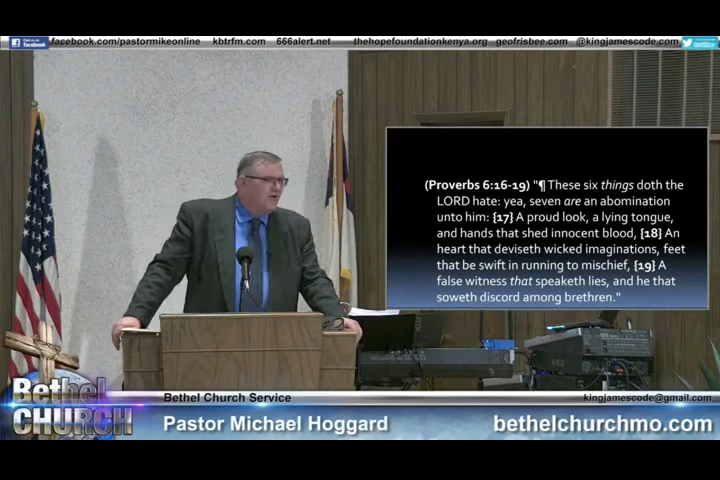 Find us on facebook
facebook.com/pastormikeonline kbtrfm.com 666alert.net thehopefoundationkenya.org geofrisbee.com @kingjamescode.com
(Proverbs 6:16-19) "¶ These six things doth the
LORD hate: yea, seven are an abomination
unto him: {17} A proud look, a lying tongue,
and hands that shed innocent blood, {18} An
heart that deviseth wicked imaginations, feet
that be swift in running to mischief, {19} A
false witness that speaketh lies, and he that
soweth discord among brethren."
Bethel
CHURCH
Bethel Church Service
kingjamescode@gmail.com
Pastor Michael Hoggard
bethelchurchmo.com